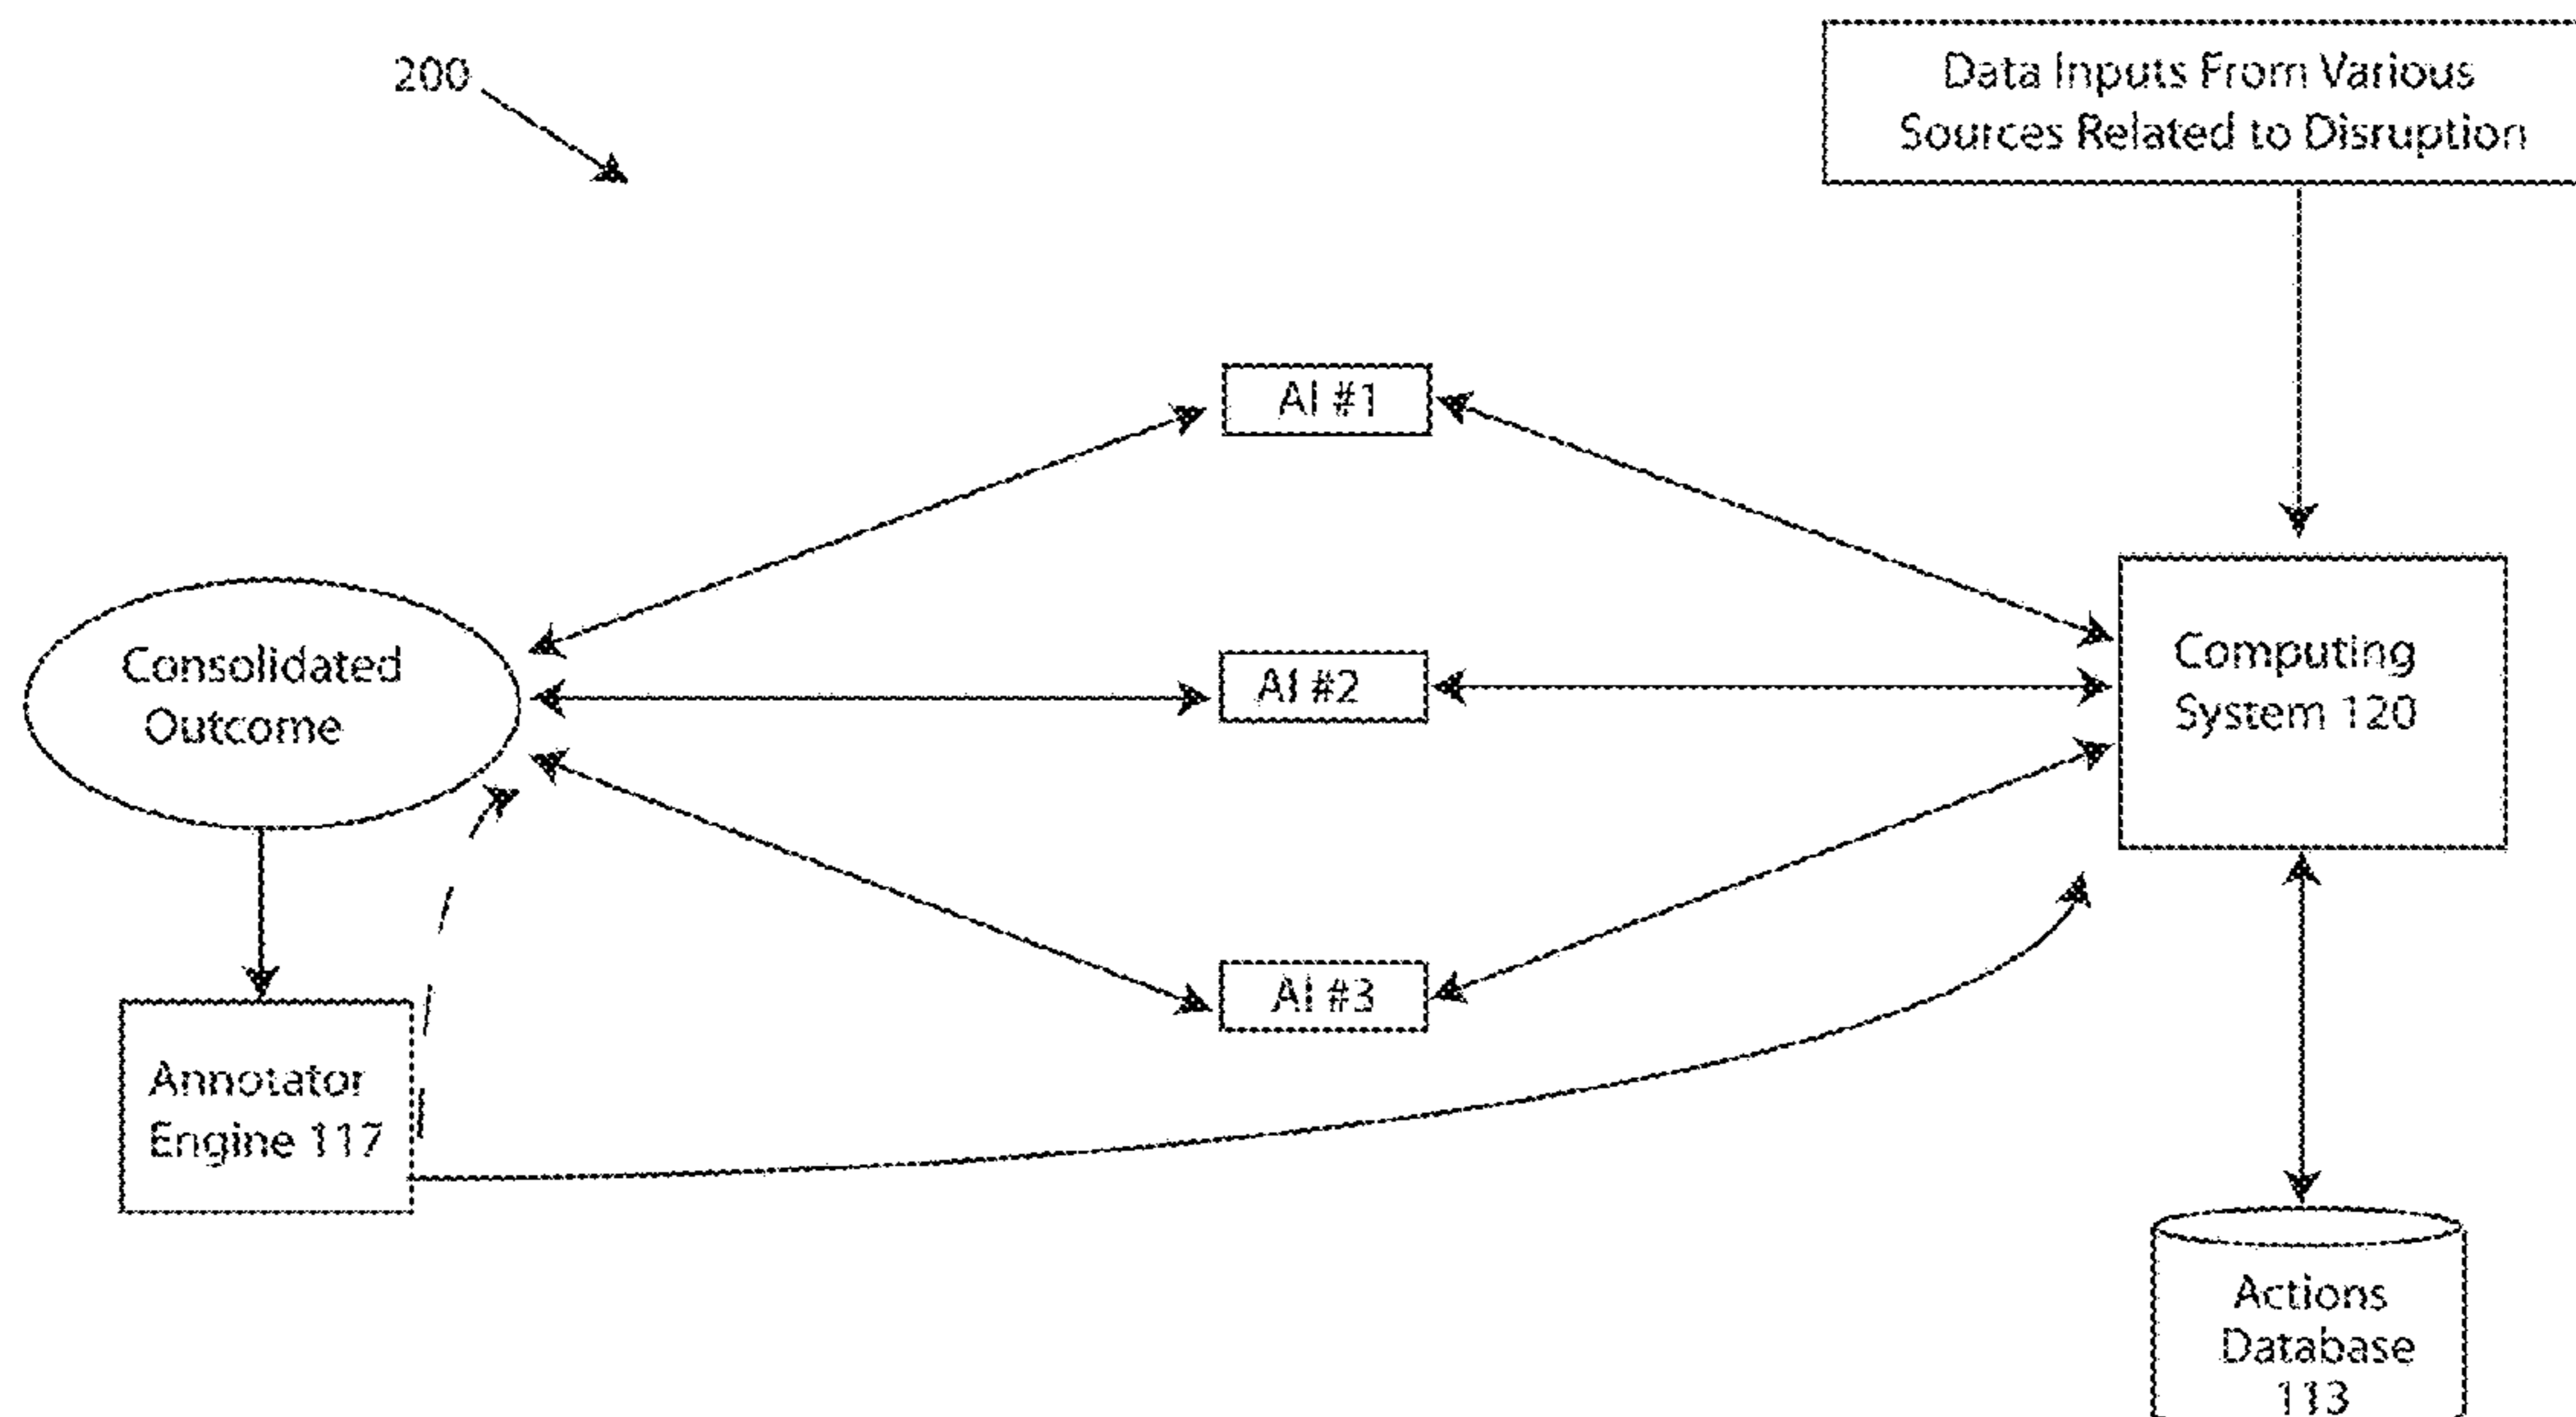 200
Data Inputs From Various
Sources Related to Disruption
AI #1
Consolidated
Outcome
AI #2
Computing
System 120
AI #3
Annotator
Engine 117
Actions
Database
113